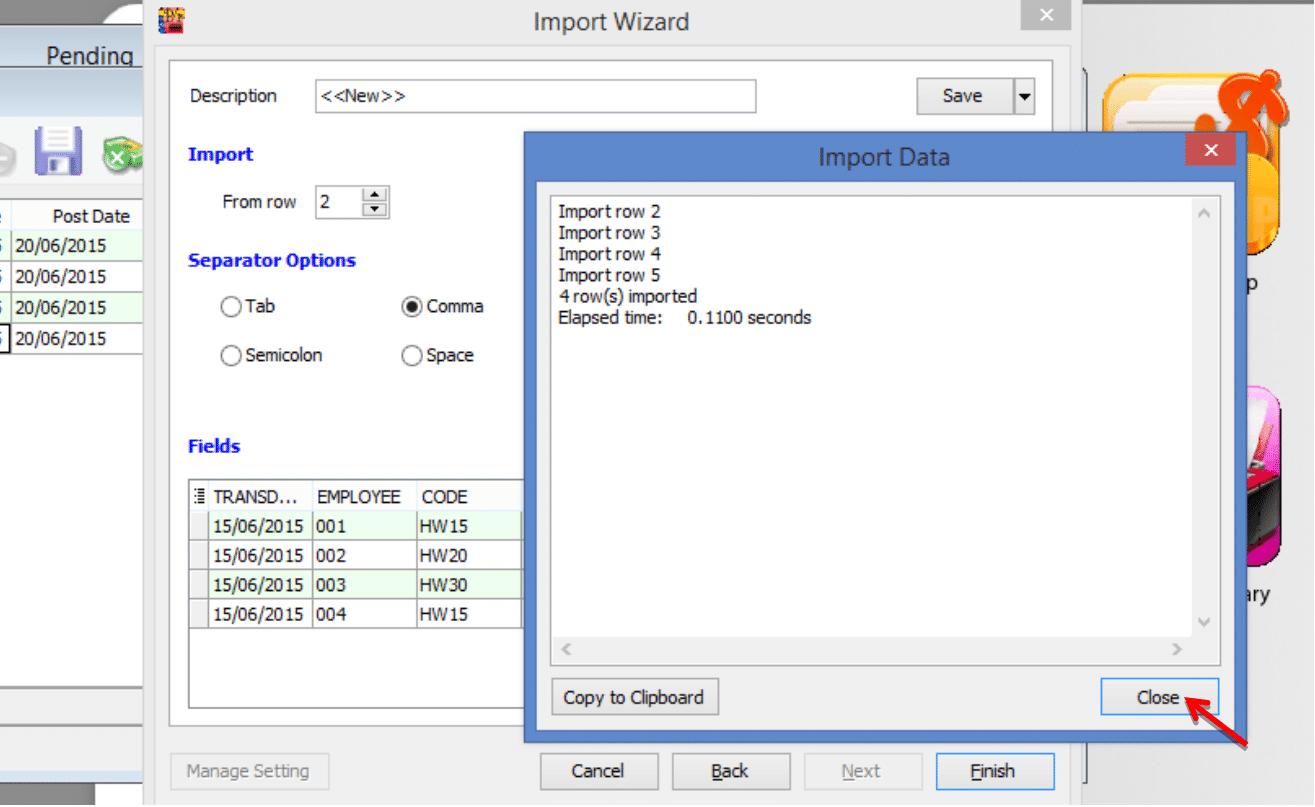 Import Wizard
Pending
Description
<<New>>
Save
Import
From row
2
Separator Options
Tab
Comma
Semicolon
Space
Fields
TRANSD... EMPLOYEE CODE
15/06/2015 001 HW15
15/06/2015 002 HW20
15/06/2015 003 HW30
15/06/2015 004 HW15
Post Date
20/06/2015
20/06/2015
20/06/2015
20/06/2015
Import Data
Import row 2
Import row 3
Import row 4
Import row 5
4 row(s) imported
Elapsed time: 0.1100 seconds
Copy to Clipboard
Close
Manage Setting
Cancel
Back
Next
Finish